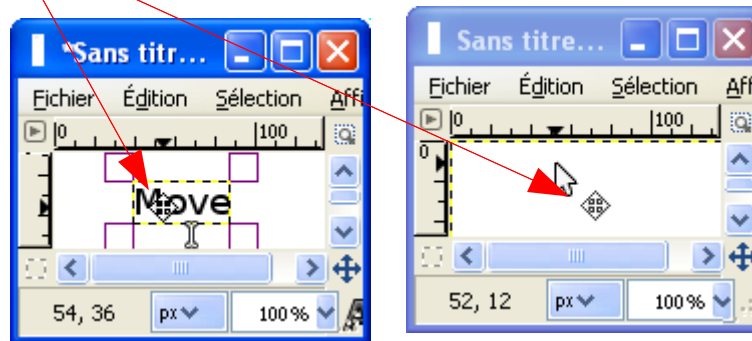 *Sans titr...
Fichier Édition Sélection Affi
0 100
Move
54, 36 px 100 %
Sans titre...
Fichier Édition Sélection Aff
0 100
0
52, 12 px 100 %